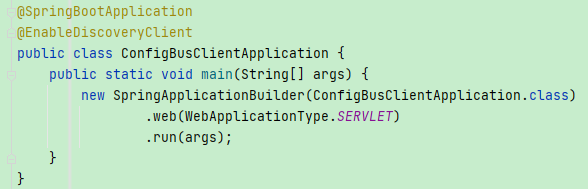 @SpringBootApplication
@EnableDiscoveryClient
public class ConfigBusClientApplication {
    public static void main(String[] args) {
        new SpringApplicationBuilder(ConfigBusClientApplication.class)
                .web(WebApplicationType.SERVLET)
                .run(args);
    }
}